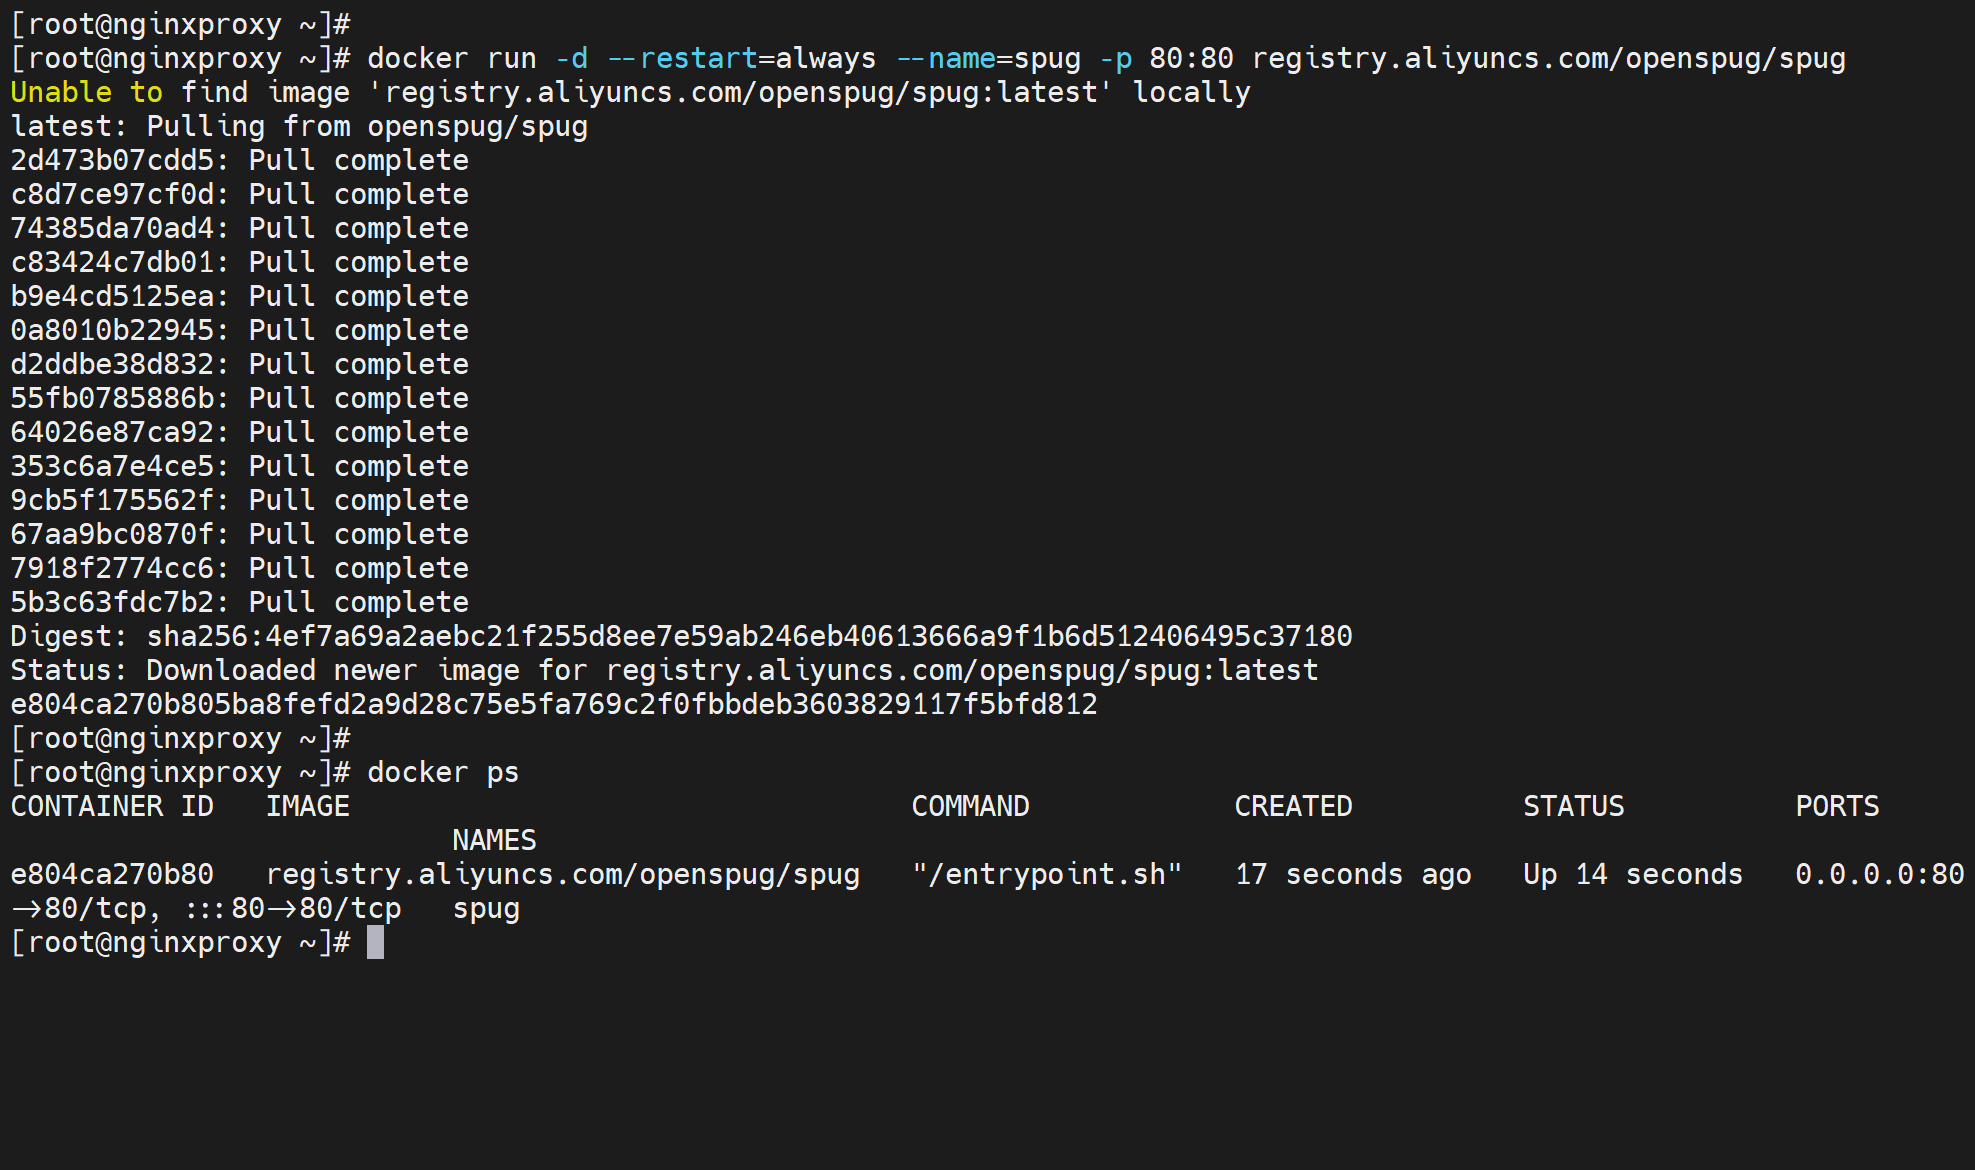 [root@nginxproxy ~]#
[root@nginxproxy ~]# docker run -d --restart=always --name=spug -p 80:80 registry.aliyuncs.com/openspug/spug
Unable to find image 'registry.aliyuncs.com/openspug/spug:latest' locally
latest: Pulling from openspug/spug
2d473b07cdd5: Pull complete
c8d7ce97cf0d: Pull complete
74385da70ad4: Pull complete
c83424c7db01: Pull complete
b9e4cd5125ea: Pull complete
0a8010b22945: Pull complete
d2ddbe38d832: Pull complete
55fb0785886b: Pull complete
64026e87ca92: Pull complete
353c6a7e4ce5: Pull complete
9cb5f175562f: Pull complete
67aa9bc0870f: Pull complete
7918f2774cc6: Pull complete
5b3c63fdc7b2: Pull complete
Digest: sha256:4ef7a69a2aebc21f255d8ee7e59ab246eb40613666a9f1b6d512406495c37180
Status: Downloaded newer image for registry.aliyuncs.com/openspug/spug:latest
e804ca270b805ba8fefd2a9d28c75e5fa769c2f0fbbdeb3603829117f5bfd812
[root@nginxproxy ~]#
[root@nginxproxy ~]# docker ps
CONTAINER ID   IMAGE                                 COMMAND            CREATED          STATUS          PORTS
                          NAMES
e804ca270b80   registry.aliyuncs.com/openspug/spug   "/entrypoint.sh"   17 seconds ago   Up 14 seconds   0.0.0.0:80
->80/tcp, :::80->80/tcp   spug
[root@nginxproxy ~]#